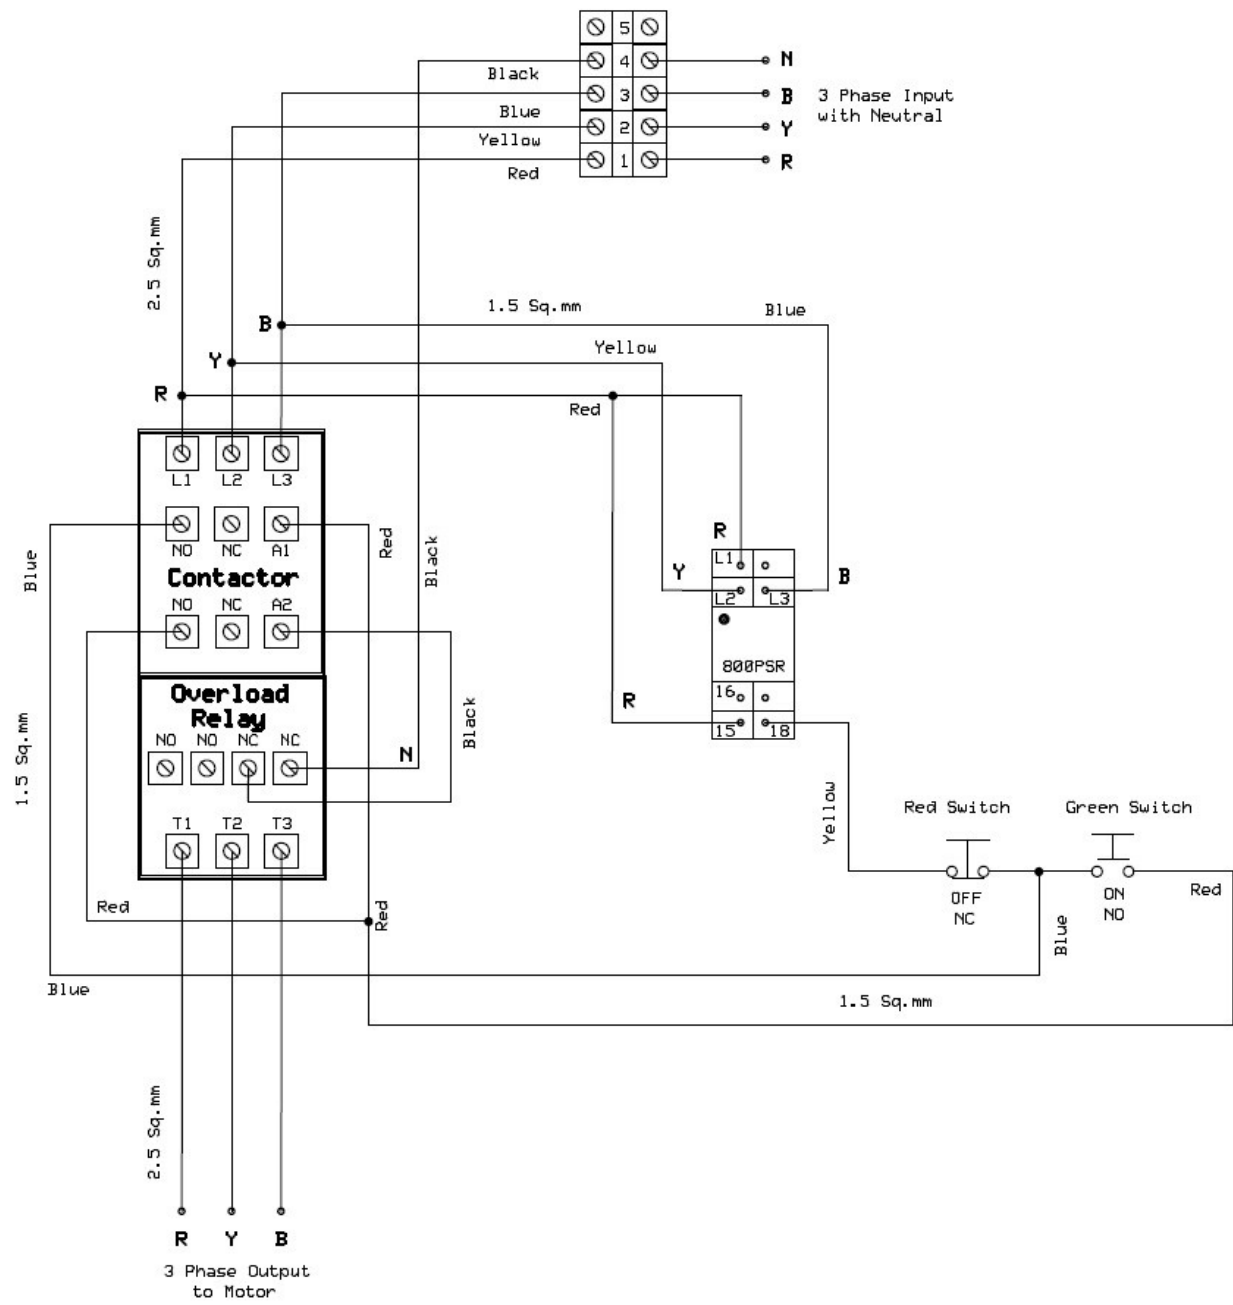 5
4
N
Black
3
B
3 Phase Input
with Neutral
Blue
2
Y
Yellow
1
R
Red
2.5 Sq.mm
1.5 Sq.mm
Blue
B
Yellow
Y
R
Red
L1 L2 L3
NO NC A1
Contactor
NO NC A2
Blue
Red
Black
R
L1
Y
L2 L3
B
800PSR
16
R
15 18
Overload
Relay
NO NO NC NC
N
Black
1.5 Sq.mm
T1 T2 T3
Yellow
Red Switch
Green Switch
OFF
NC
ON
NO
Red
Red
Red
Blue
Blue
1.5 Sq.mm
2.5 Sq.mm
R Y B
3 Phase Output
to Motor